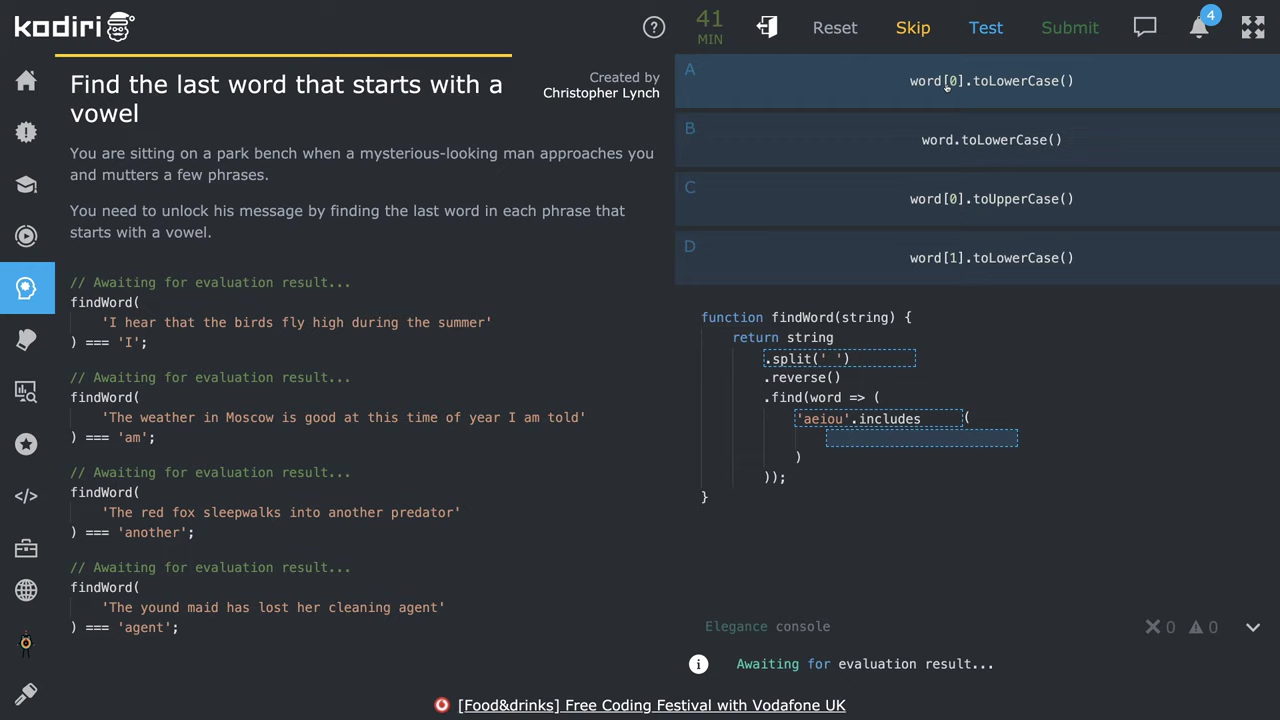 kodiri
41
MIN
Reset
Skip
Test
Submit
4
Find the last word that starts with a
vowel
Created by
Christopher Lynch
You are sitting on a park bench when a mysterious-looking man approaches you
and mutters a few phrases.
You need to unlock his message by finding the last word in each phrase that
starts with a vowel.
// Awaiting for evaluation result...
findWord(
'I hear that the birds fly high during the summer'
) === 'I';
// Awaiting for evaluation result...
findWord(
'The weather in Moscow is good at this time of year I am told'
) === 'am';
// Awaiting for evaluation result...
findWord(
'The red fox sleepwalks into another predator'
) === 'another';
// Awaiting for evaluation result...
findWord(
'The yound maid has lost her cleaning agent'
) === 'agent';
A
word[0].toLowerCase()
B
word.toLowerCase()
C
word[0].toUpperCase()
D
word[1].toLowerCase()
function findWord(string) {
return string
.split(' ')
.reverse()
.find(word => (
'aeiou'.includes (
)
));
}
Elegance console
0 0
Awaiting for evaluation result...
[Food&drinks] Free Coding Festival with Vodafone UK